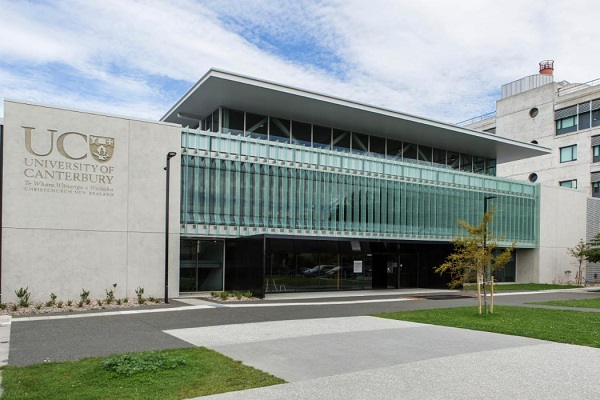 UC
UNIVERSITY OF
CANTERBURY
Te Whare Wānanga o Waitaha
CHRISTCHURCH NEW ZEALAND